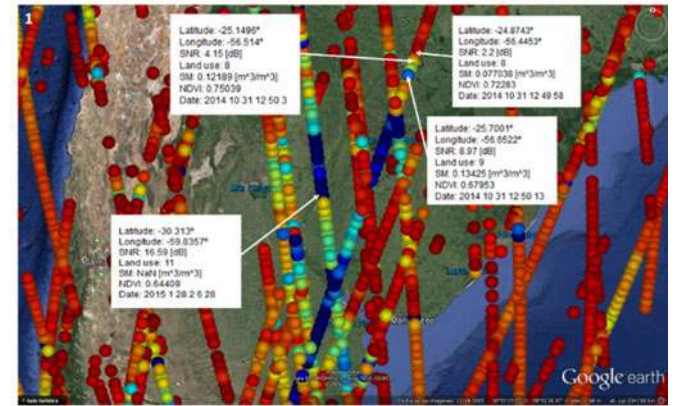 1
Latitude: -25.1496°
Longitude: -56.514°
SNR: 4.15 [dB]
Land use: 8
SM: 0.12189 [m^3/m^3]
NDVI: 0.75039
Date: 2014 10 31 12 50 3
Latitude: -24.8743°
Longitude: -56.4453°
SNR: 2.2 [dB]
Land use: 8
SM: 0.077038 [m^3/m^3]
NDVI: 0.72283
Date: 2014 10 31 12 49 58
Latitude: -25.7001°
Longitude: -56.6522°
SNR: 8.97 [dB]
Land use: 9
SM: 0.13425 [m^3/m^3]
NDVI: 0.67953
Date: 2014 10 31 12 50 13
Latitude: -30.313°
Longitude: -59.8357°
SNR: 16.59 [dB]
Land use: 11
SM: NaN [m^3/m^3]
NDVI: 0.64409
Date: 2015 1 28 2 6 28
Google earth